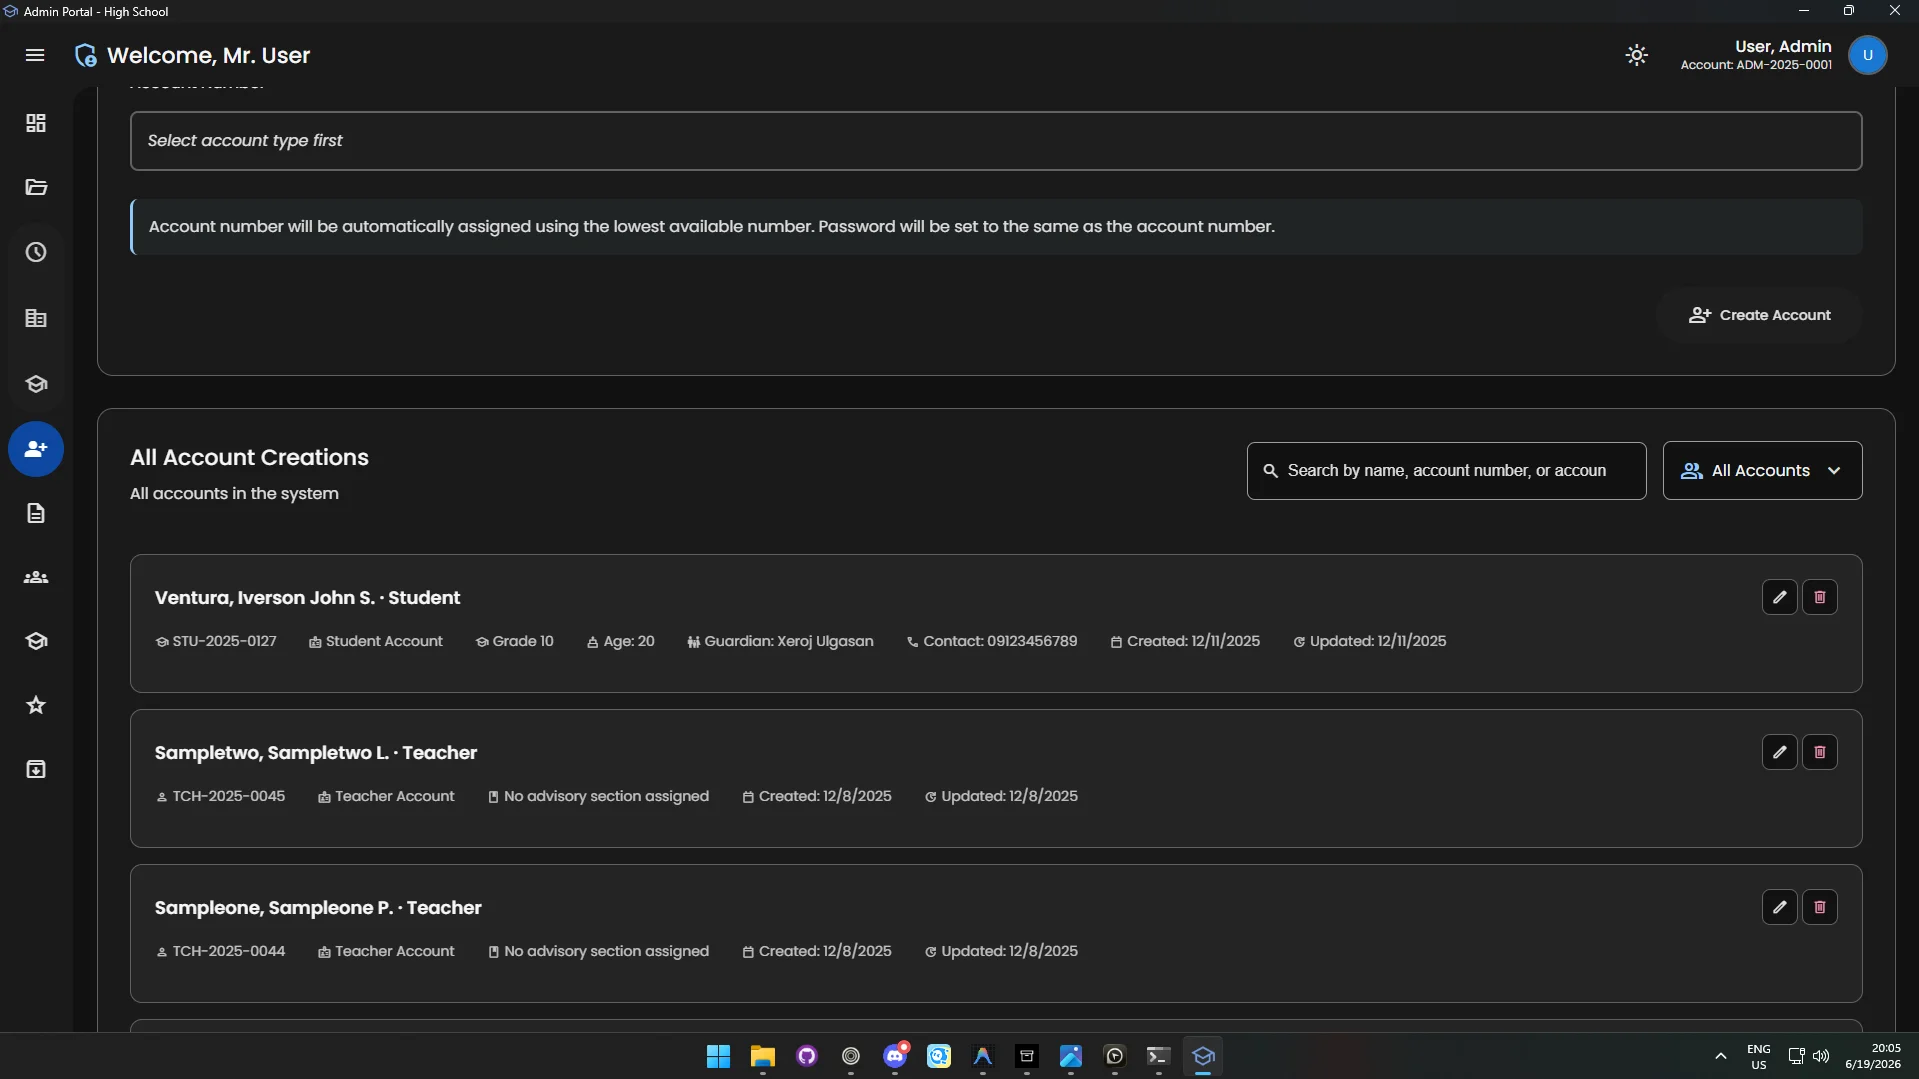 Admin Portal - High School
Welcome, Mr. User
User, Admin
Account: ADM-2025-0001
U
Account Number
Select account type first
Account number will be automatically assigned using the lowest available number. Password will be set to the same as the account number.
Create Account
All Account Creations
All accounts in the system
Search by name, account number, or accoun
All Accounts
Ventura, Iverson John S. · Student
STU-2025-0127 Student Account Grade 10 Age: 20 Guardian: Xeroj Ulgasan Contact: 09123456789 Created: 12/11/2025 Updated: 12/11/2025
Sampletwo, Sampletwo L. · Teacher
TCH-2025-0045 Teacher Account No advisory section assigned Created: 12/8/2025 Updated: 12/8/2025
Sampleone, Sampleone P. · Teacher
TCH-2025-0044 Teacher Account No advisory section assigned Created: 12/8/2025 Updated: 12/8/2025
ENG
US
20:05
6/19/2026